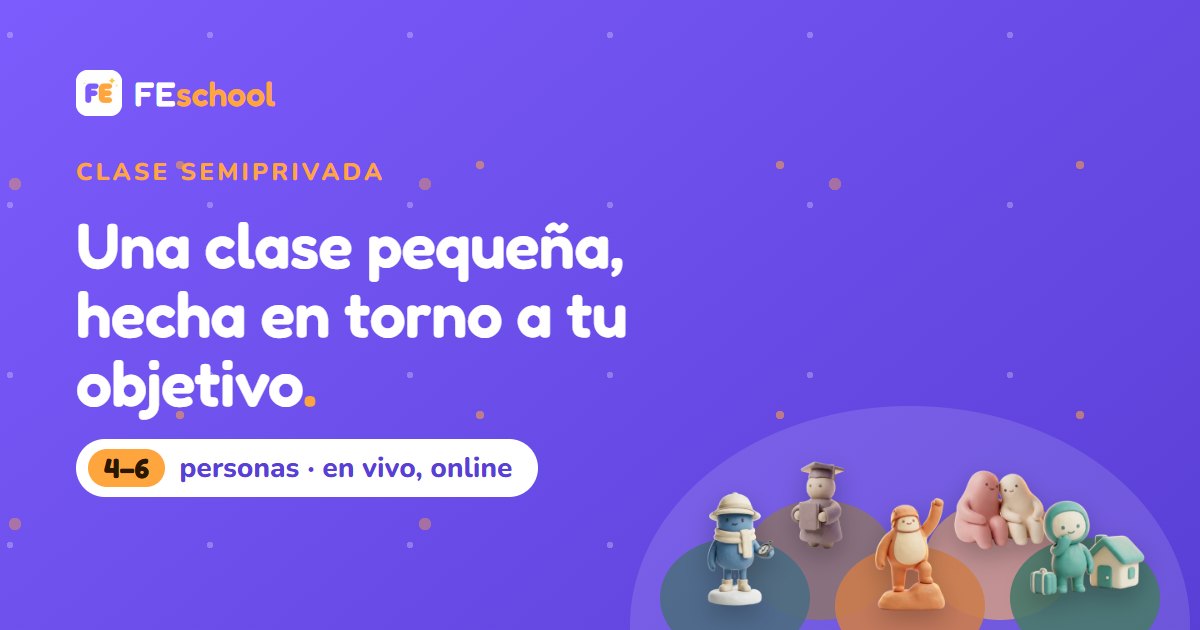 FE FEschool
CLASE SEMIPRIVADA
Una clase pequeña,
hecha en torno a tu
objetivo.
4–6 personas · en vivo, online